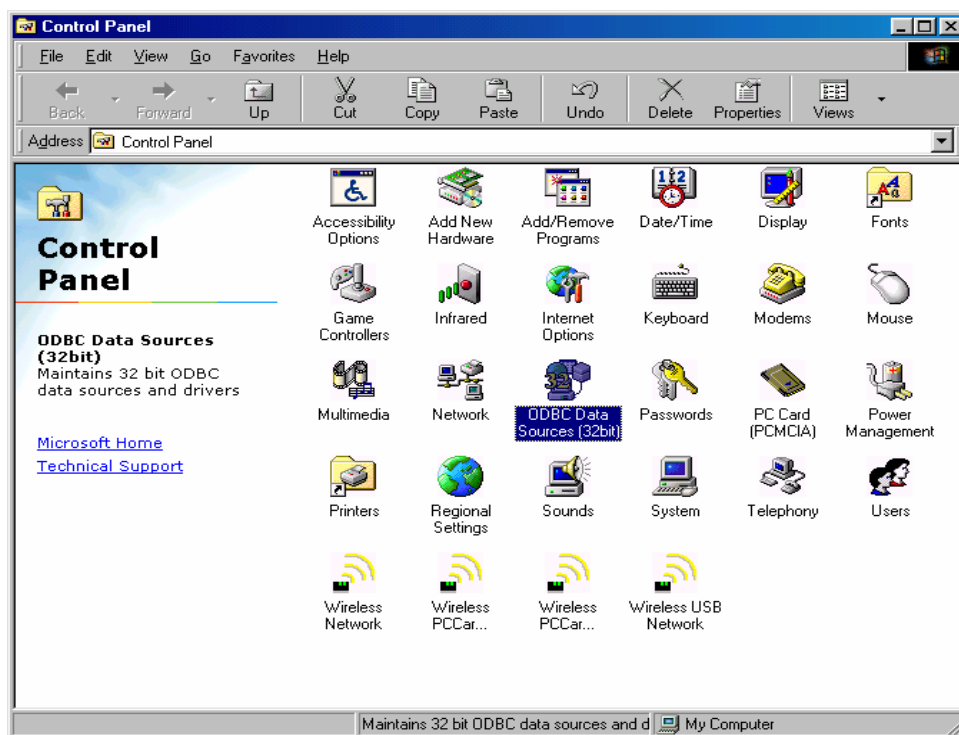 Control Panel
File Edit View Go Favorites Help
Back Forward Up Cut Copy Paste Undo Delete Properties Views
Address Control Panel
Control
Panel
ODBC Data Sources
(32bit)
Maintains 32 bit ODBC
data sources and drivers
Microsoft Home
Technical Support
Accessibility
Options
Add New
Hardware
Add/Remove
Programs
Date/Time
Display
Fonts
Game
Controllers
Infrared
Internet
Options
Keyboard
Modems
Mouse
Multimedia
Network
ODBC Data
Sources (32bit)
Passwords
PC Card
(PCMCIA)
Power
Management
Printers
Regional
Settings
Sounds
System
Telephony
Users
Wireless
Network
Wireless
PCCar...
Wireless
PCCar...
Wireless USB
Network
Maintains 32 bit ODBC data sources and d My Computer